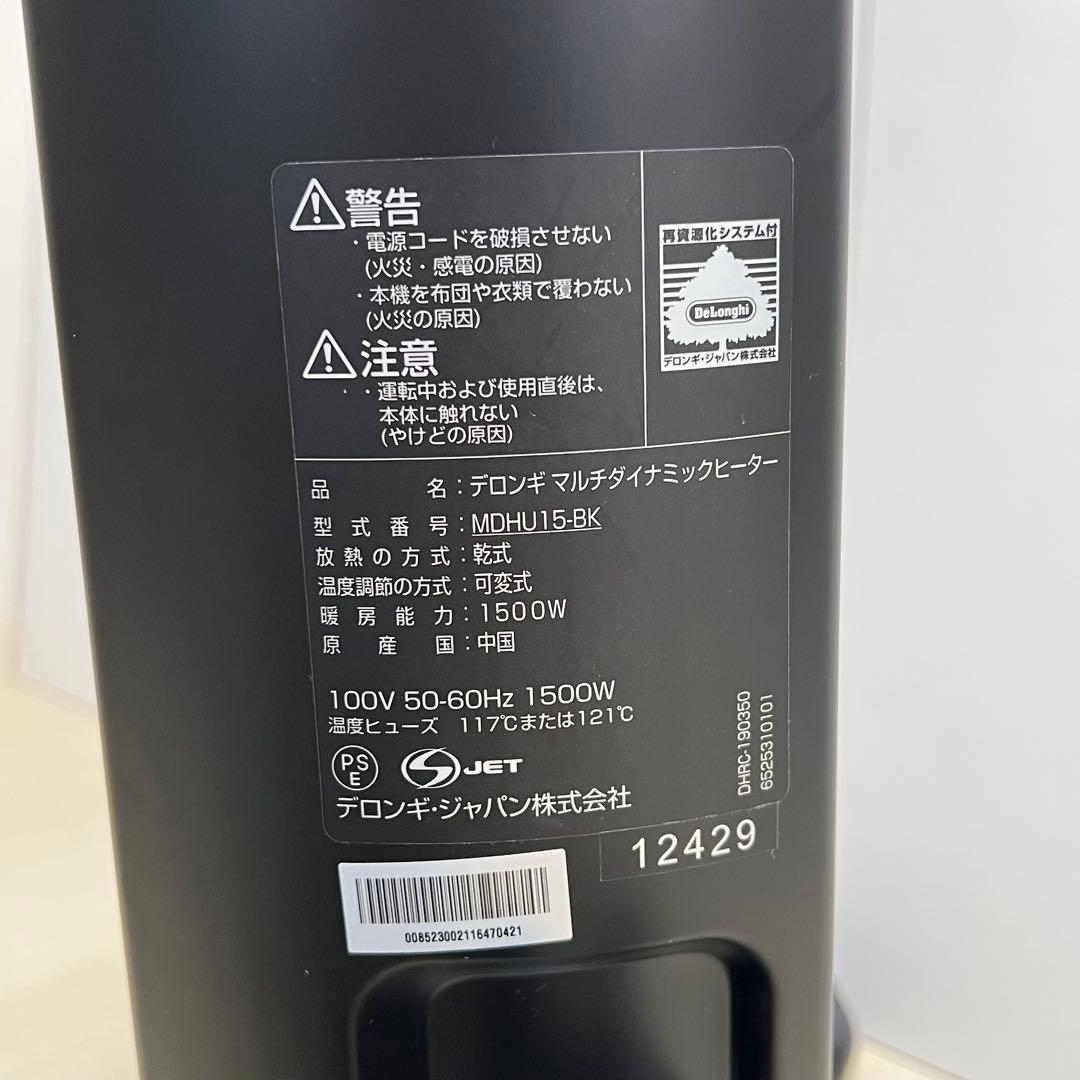 警告
・電源コードを破損させない
(火災・感電の原因)
・本機を布団や衣類で覆わない
(火災の原因)
注意
・運転中および使用直後は、
本体に触れない
(やけどの原因)
再資源化システム付
DeLonghi
デロンギ・ジャパン株式会社
品名：デロンギ マルチダイナミックヒーター
型式番号：MDHU15-BK
放熱の方式：乾式
温度調節の方式：可変式
暖房能力：1500W
原産国：中国
100V 50-60Hz 1500W
温度ヒューズ 117℃または121℃
PS
E
S JET
デロンギ・ジャパン株式会社
DHRC-190350
6525310101
12429
008523002116470421